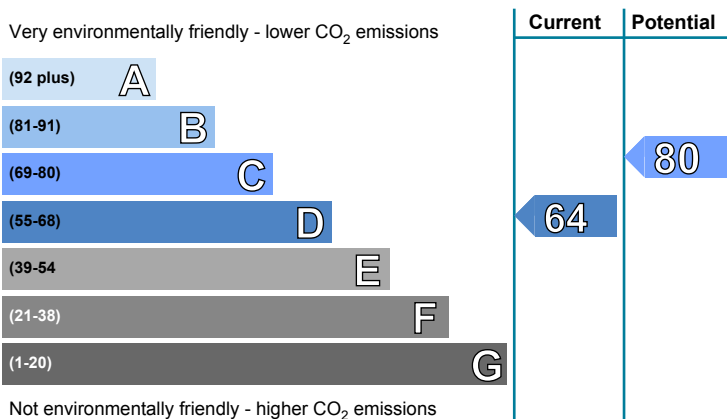 Very environmentally friendly - lower CO2 emissions
Current
Potential
(92 plus) A
(81-91) B
(69-80) C
80
(55-68) D
64
(39-54 E
(21-38) F
(1-20) G
Not environmentally friendly - higher CO2 emissions